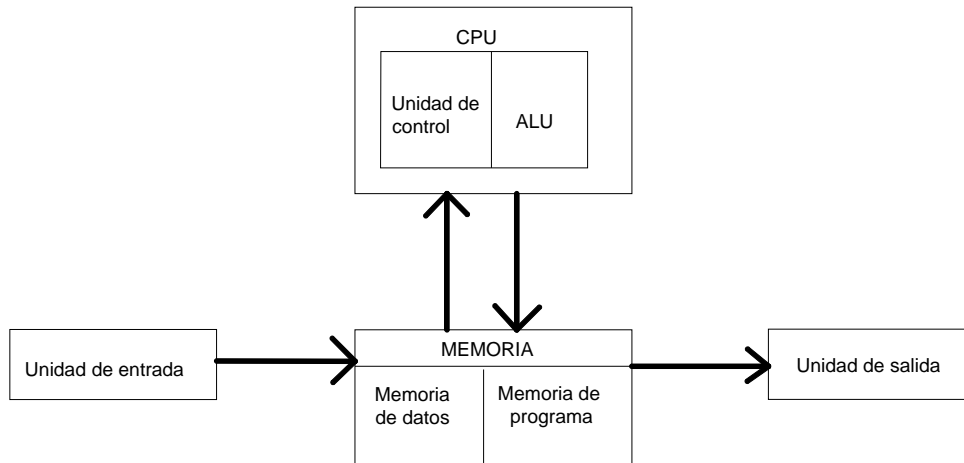 CPU
Unidad de
control
ALU
Unidad de entrada
MEMORIA
Memoria
de datos
Memoria de
programa
Unidad de salida